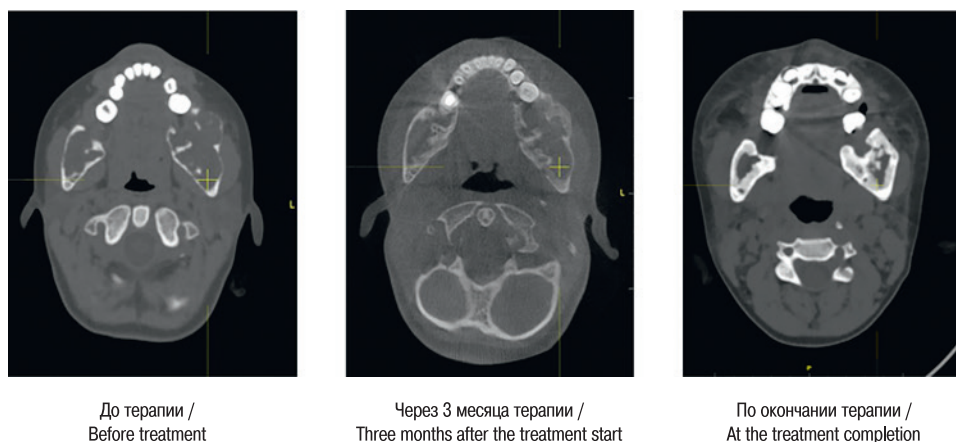 L
L
P
До терапии /
Before treatment
Через 3 месяца терапии /
Three months after the treatment start
По окончании терапии /
At the treatment completion